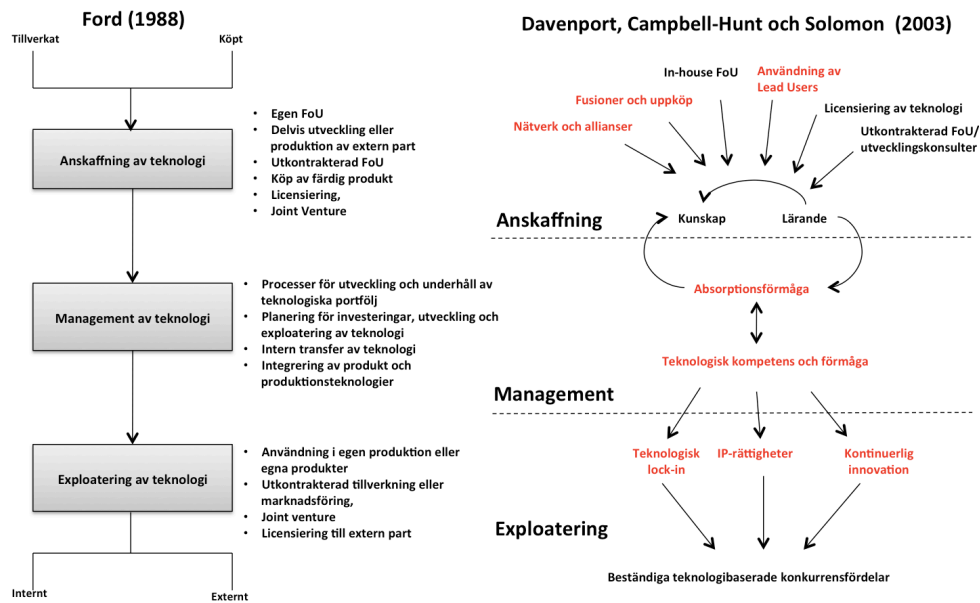 Ford (1988)
Tillverkat
Köpt
Anskaffning av teknologi
• Egen FoU
• Delvis utveckling eller
produktion av extern part
• Utkontrakterad FoU
• Köp av färdig produkt
• Licensiering,
• Joint Venture
Management av teknologi
• Processer för utveckling och underhåll av
teknologiska portfölj
• Planering för investeringar, utveckling och
exploatering av teknologi
• Intern transfer av teknologi
• Integrering av produkt och
produktionsteknologier
Exploatering av teknologi
• Användning i egen produktion eller
egna produkter
• Utkontrakterad tillverkning eller
marknadsföring,
• Joint venture
• Licensiering till extern part
Internt
Externt
Davenport, Campbell-Hunt och Solomon (2003)
In-house FoU
Användning av
Lead Users
Fusioner och uppköp
Licensiering av teknologi
Nätverk och allianser
Utkontrakterad FoU/
utvecklingskonsulter
Anskaffning
Kunskap
Lärande
Absorptionsförmåga
Teknologisk kompetens och förmåga
Management
Teknologisk
lock-in
IP-rättigheter
Kontinuerlig
innovation
Exploatering
Beständiga teknologibaserade konkurrensfördelar